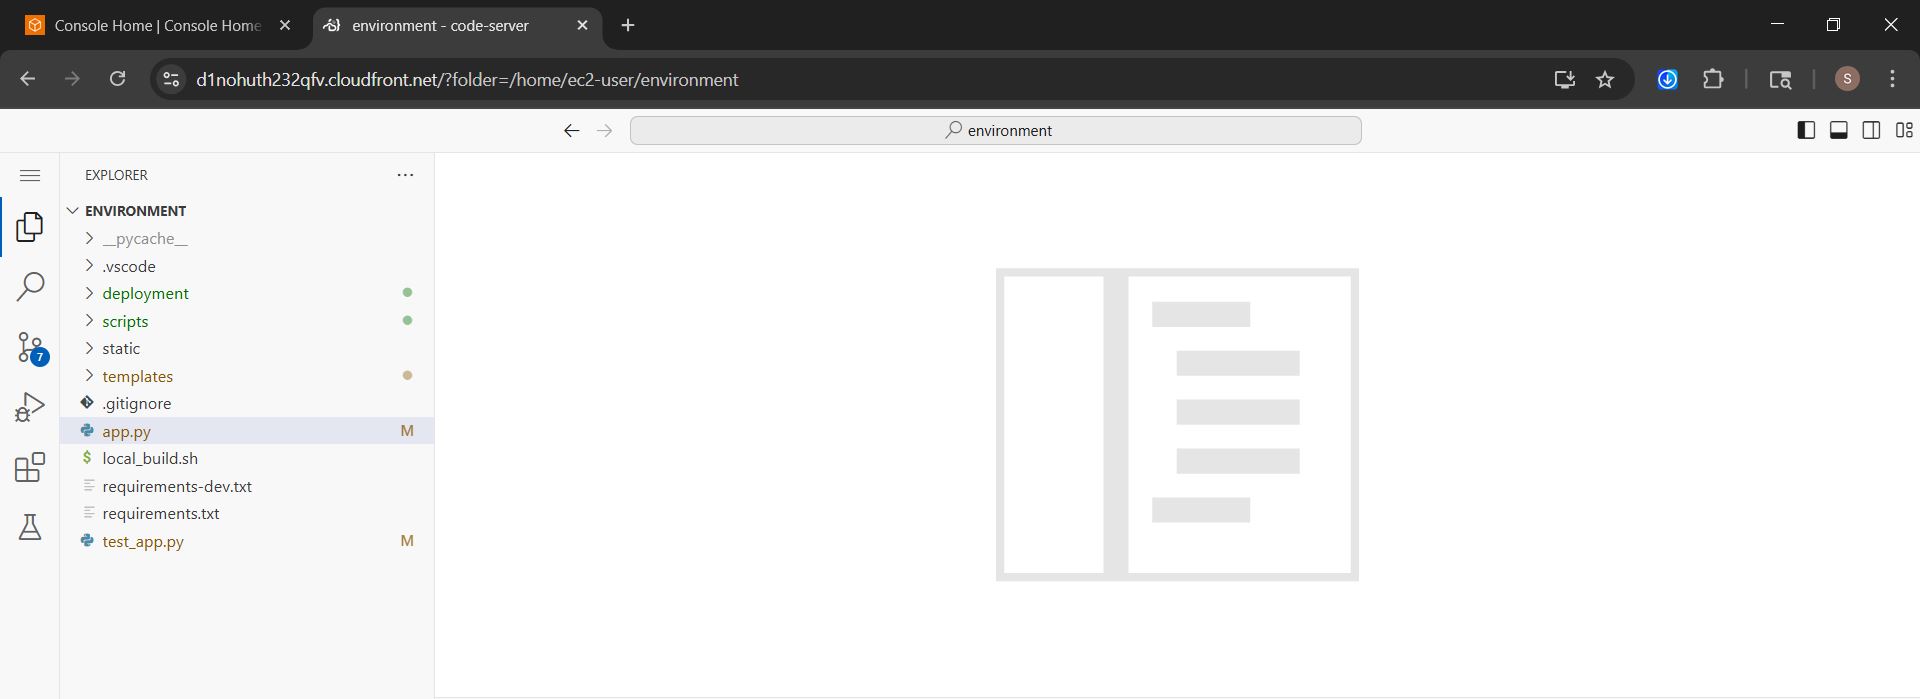 Console Home | Console Home
environment - code-server
d1nohuth232qfv.cloudfront.net/?folder=/home/ec2-user/environment
S
environment
EXPLORER
ENVIRONMENT
__pycache__
.vscode
deployment
scripts
static
7
templates
.gitignore
app.py M
$ local_build.sh
requirements-dev.txt
requirements.txt
test_app.py M